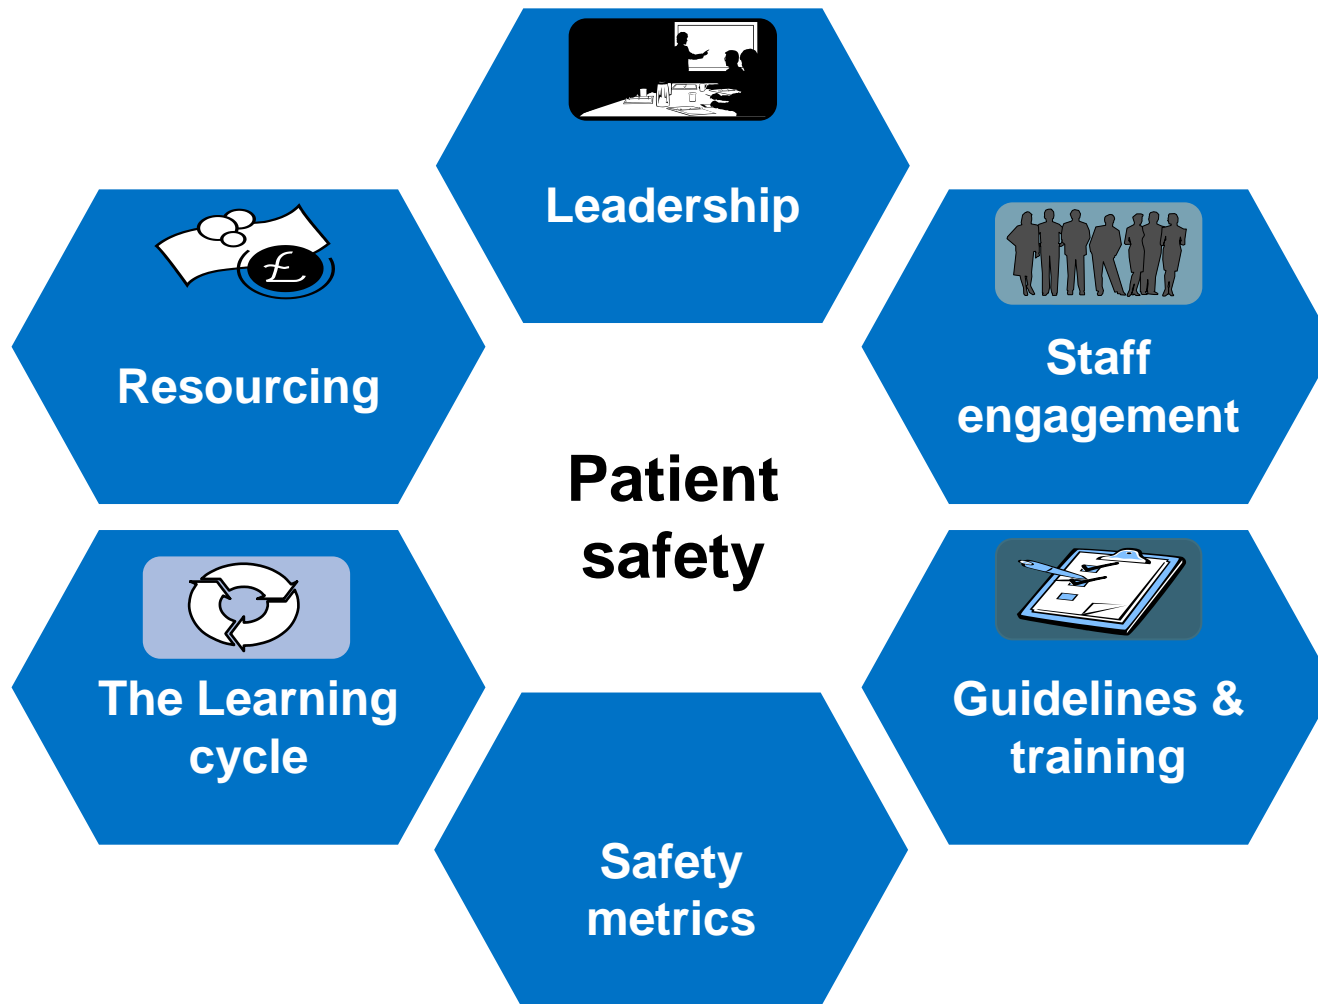 Leadership
Resourcing
£
Staff
engagement
Patient
safety
The Learning
cycle
Guidelines &
training
Safety
metrics